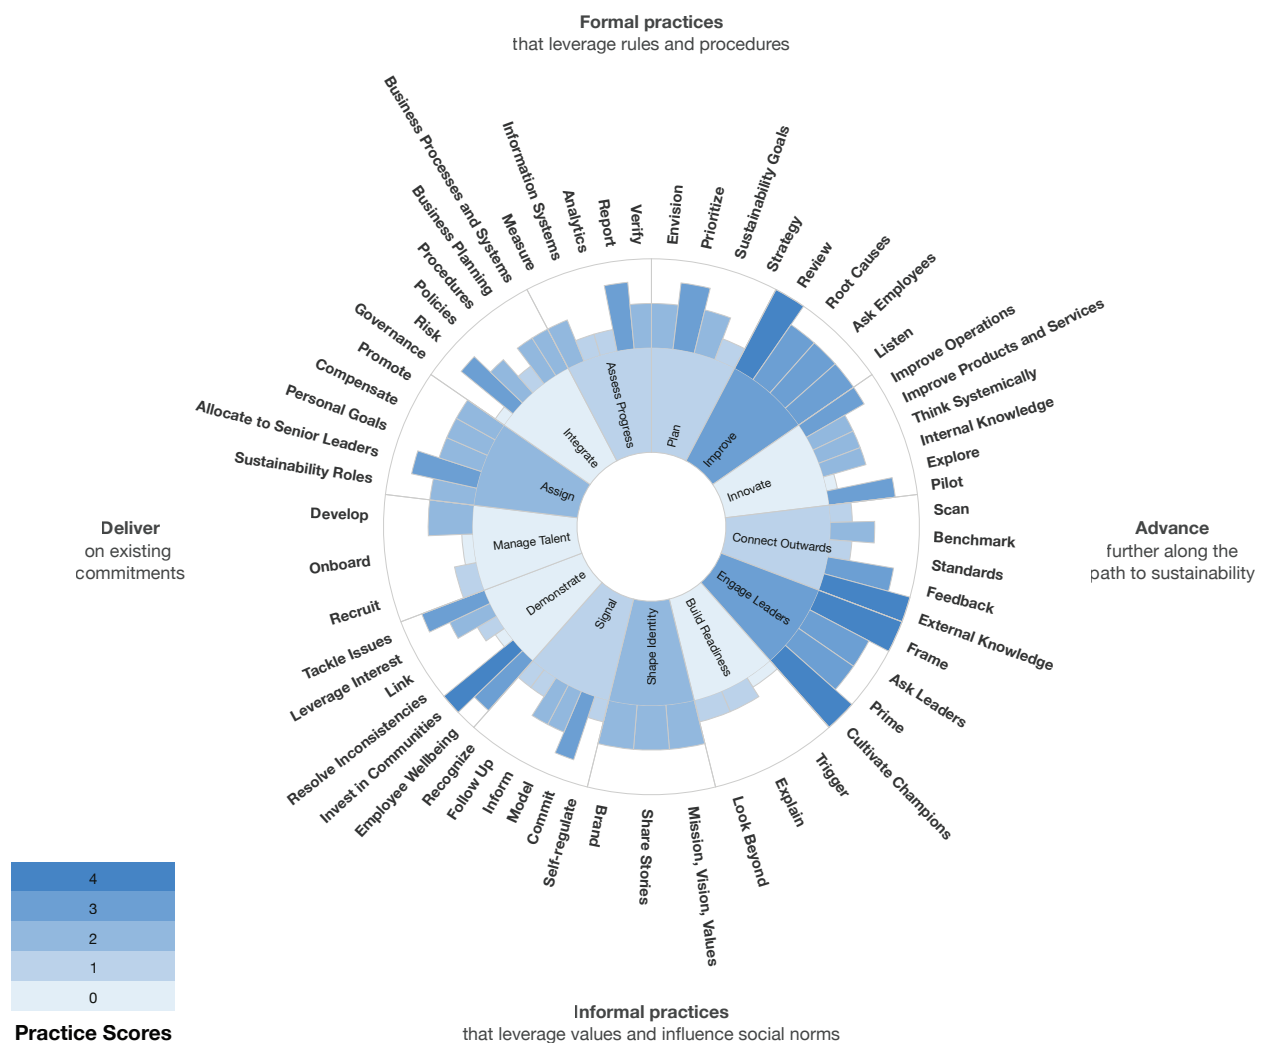 Formal practices
that leverage rules and procedures
Envision
Prioritize
Sustainability Goals
Strategy
Review
Root Causes
Ask Employees
Listen
Improve Operations
Improve Products and Services
Think Systemically
Internal Knowledge
Explore
Pilot
Scan
Benchmark
Standards
Feedback
External Knowledge
Frame
Ask Leaders
Prime
Cultivate Champions
Trigger
Explain
Look Beyond
Mission, Vision, Values
Share Stories
Brand
Self-regulate
Commit
Model
Inform
Follow Up
Recognize
Employee Wellbeing
Invest in Communities
Resolve Inconsistencies
Link
Leverage Interest
Tackle Issues
Recruit
Onboard
Develop
Sustainability Roles
Allocate to Senior Leaders
Personal Goals
Compensate
Promote
Governance
Risk
Policies
Procedures
Business Planning
Business Processes and Systems
Measure
Information Systems
Analytics
Report
Verify
Plan
Improve
Innovate
Connect Outwards
Engage Leaders
Build Readiness
Shape Identity
Signal
Demonstrate
Manage Talent
Assign
Integrate
Assess Progress
Deliver
on existing
commitments
Advance
further along the
path to sustainability
4
3
2
1
0
Practice Scores
Informal practices
that leverage values and influence social norms